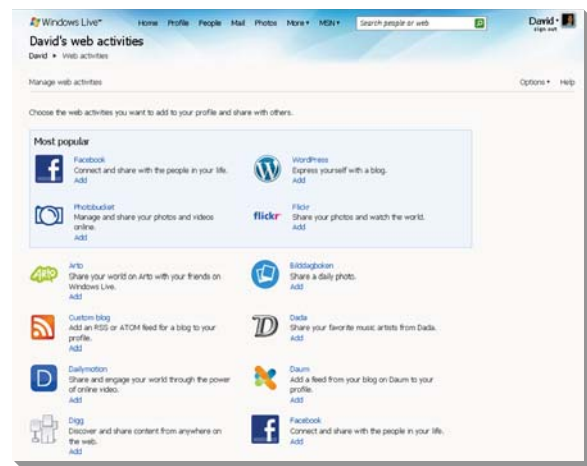 Windows Live™ Home Profile People Mail Photos More MSN Search people or web David
sign out
David's web activities
David Web activities
Manage web activities Options Help
Choose the web activities you want to add to your profile and share with others.
Most popular
Facebook
Connect and share with the people in your life.
Add
WordPress
Express yourself with a blog.
Add
Photobucket
Manage and share your photos and videos
online.
Add
flickr
Flickr
Share your photos and watch the world.
Add
Arto
Arto
Share your world on Arto with your friends on
Windows Live.
Add
Bilddagboken
Share a daily photo.
Add
Custom blog
Add an RSS or ATOM feed for a blog to your
profile.
Add
D
Dada
Share your favorite music artists from Dada.
Add
D
Dailymotion
Share and engage your world through the power
of online video.
Add
Daum
Add a feed from your blog on Daum to your
profile.
Add
Digg
Discover and share content from anywhere on
the web.
Add
Facebook
Connect and share with the people in your life.
Add